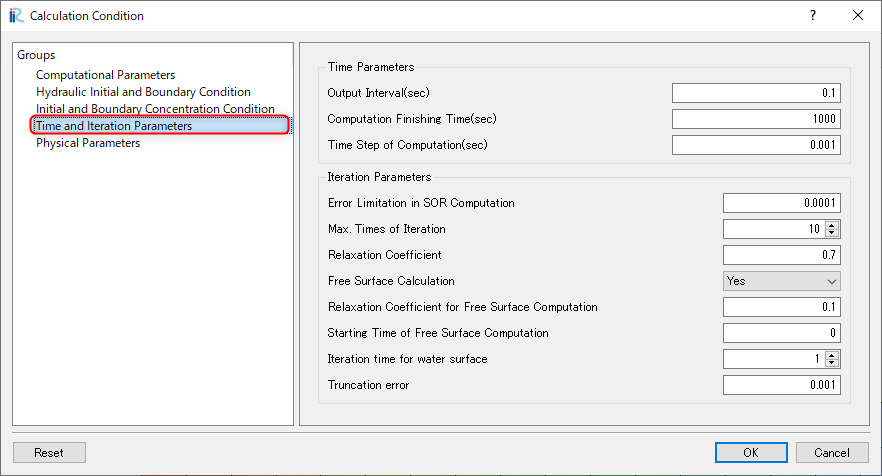 Calculation Condition
?
Groups
Computational Parameters
Hydraulic Initial and Boundary Condition
Initial and Boundary Concentration Condition
Time and Iteration Parameters
Physical Parameters
Time Parameters
Output Interval(sec) 0.1
Computation Finishing Time(sec) 1000
Time Step of Computation(sec) 0.001
Iteration Parameters
Error Limitation in SOR Computation 0.0001
Max. Times of Iteration 10
Relaxation Coefficient 0.7
Free Surface Calculation Yes
Relaxation Coefficient for Free Surface Computation 0.1
Starting Time of Free Surface Computation 0
Iteration time for water surface 1
Truncation error 0.001
Reset OK Cancel